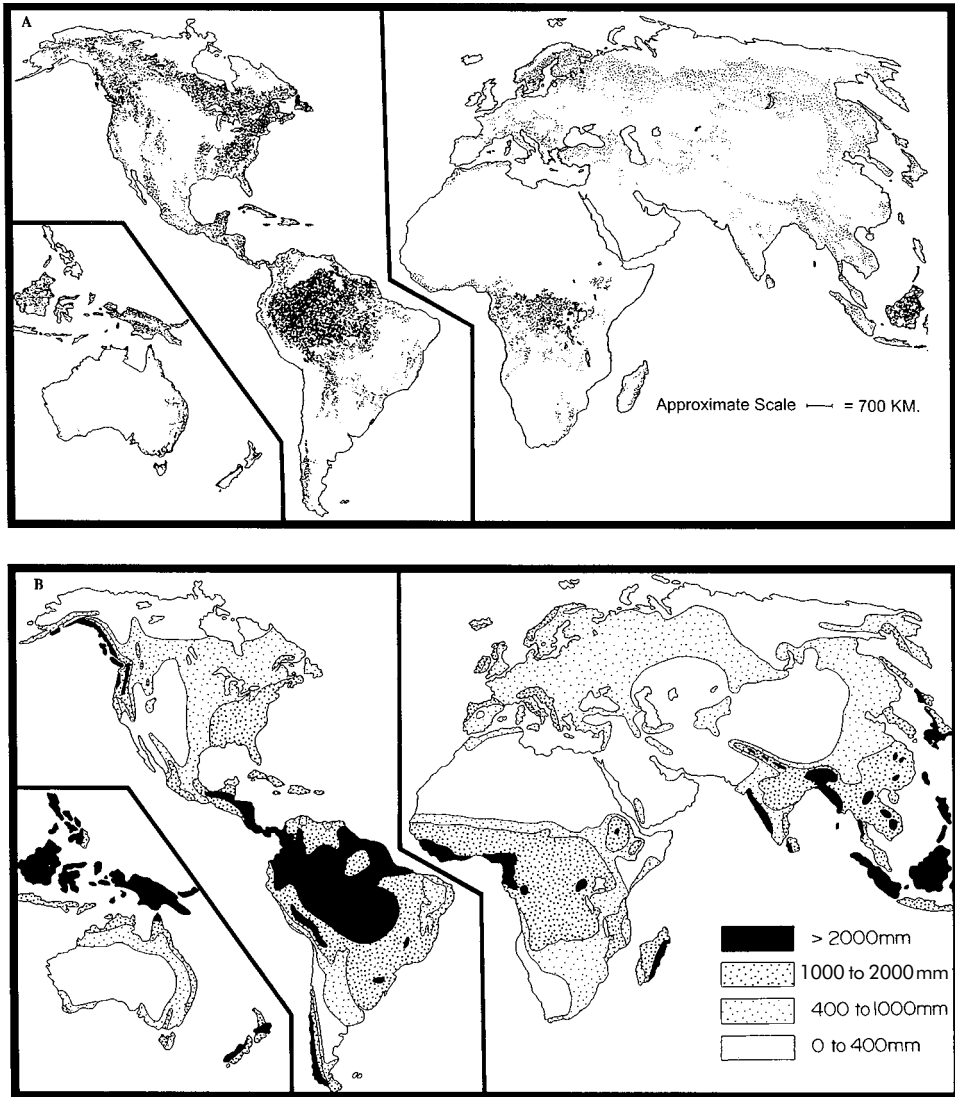 A
Approximate Scale = 700 KM.
B
> 2000mm
1000 to 2000mm
400 to 1000mm
0 to 400mm